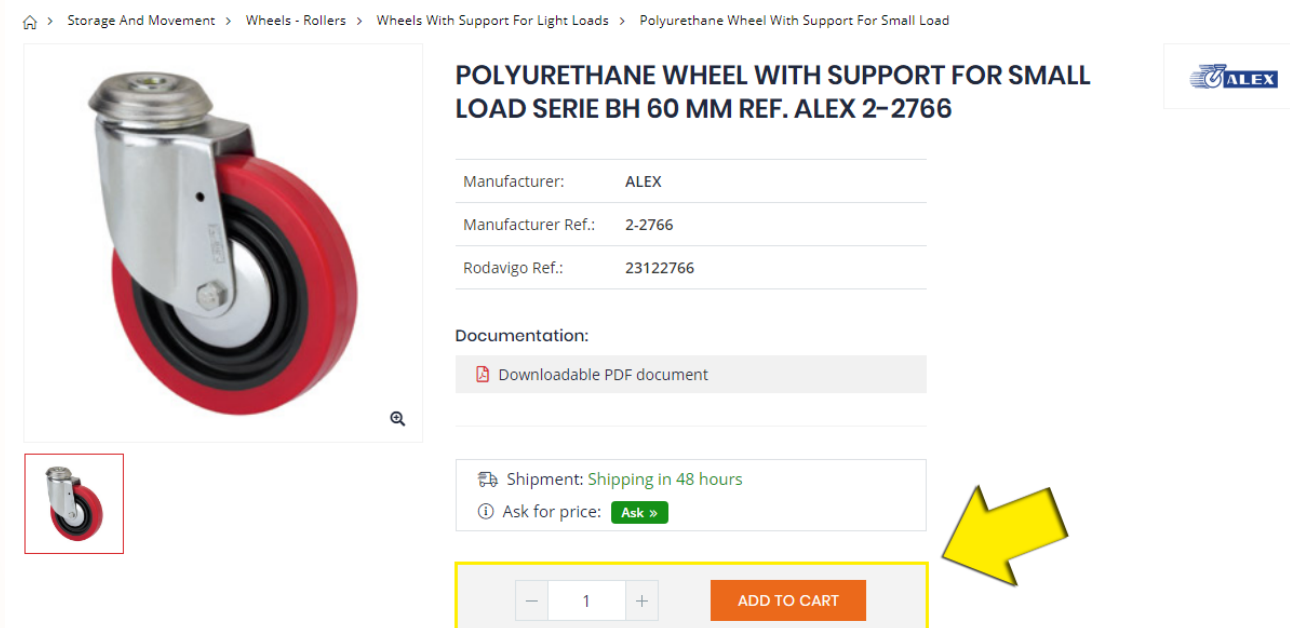 > Storage And Movement > Wheels - Rollers > Wheels With Support For Light Loads > Polyurethane Wheel With Support For Small Load
POLYURETHANE WHEEL WITH SUPPORT FOR SMALL
LOAD SERIE BH 60 MM REF. ALEX 2-2766
ALEX
Manufacturer: ALEX
Manufacturer Ref.: 2-2766
Rodavigo Ref.: 23122766
Documentation:
Downloadable PDF document
Shipment: Shipping in 48 hours
Ask for price: Ask »
− 1 + ADD TO CART